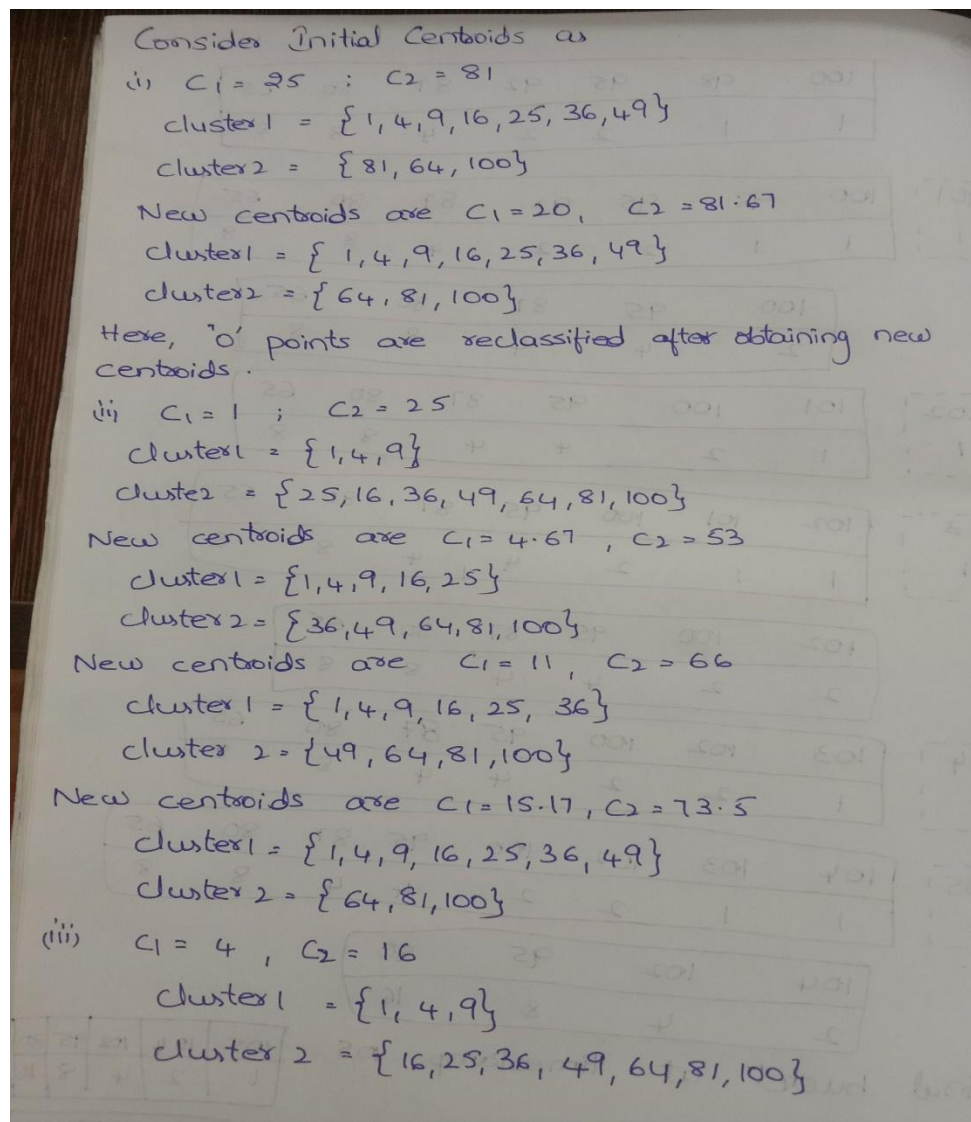 Consider Initial Centroids as
(i) C1 = 25 : C2 = 81
cluster 1 = {1,4,9,16,25,36,49}
cluster 2 = {81,64,100}
New centroids are C1=20, C2=81.67
cluster1 = {1,4,9,16,25,36,49}
cluster2 = {64,81,100}
Here, '0' points are reclassified after obtaining new
centroids.
(ii) C1=1 ; C2=25
cluster1 = {1,4,9}
cluste2 = {25,16,36,49,64,81,100}
New centroids are C1=4.67, C2=53
cluster1={1,4,9,16,25}
cluster2={36,49,64,81,100}
New centroids are C1=11, C2=66
cluster 1={1,4,9,16,25,36}
cluster 2={49,64,81,100}
New centroids are C1=15.17, C2=73.5
cluster1={1,4,9,16,25,36,49}
cluster 2={64,81,100}
(iii) C1 = 4, C2=16
cluster 1 = {1,4,9}
cluster 2 = {16,25,36,49,64,81,100}